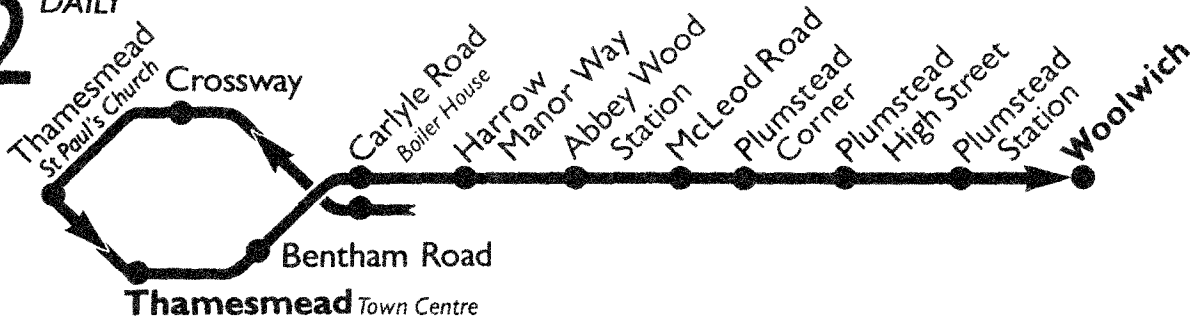 2
DAILY
Thamesmead
St Paul's Church
Crossway
Carlyle Road
Boiler House
Harrow
Manor Way
Abbey Wood
Station
McLeod Road
Plumstead
Corner
Plumstead
High Street
Plumstead
Station
Woolwich
Bentham Road
Thamesmead Town Centre